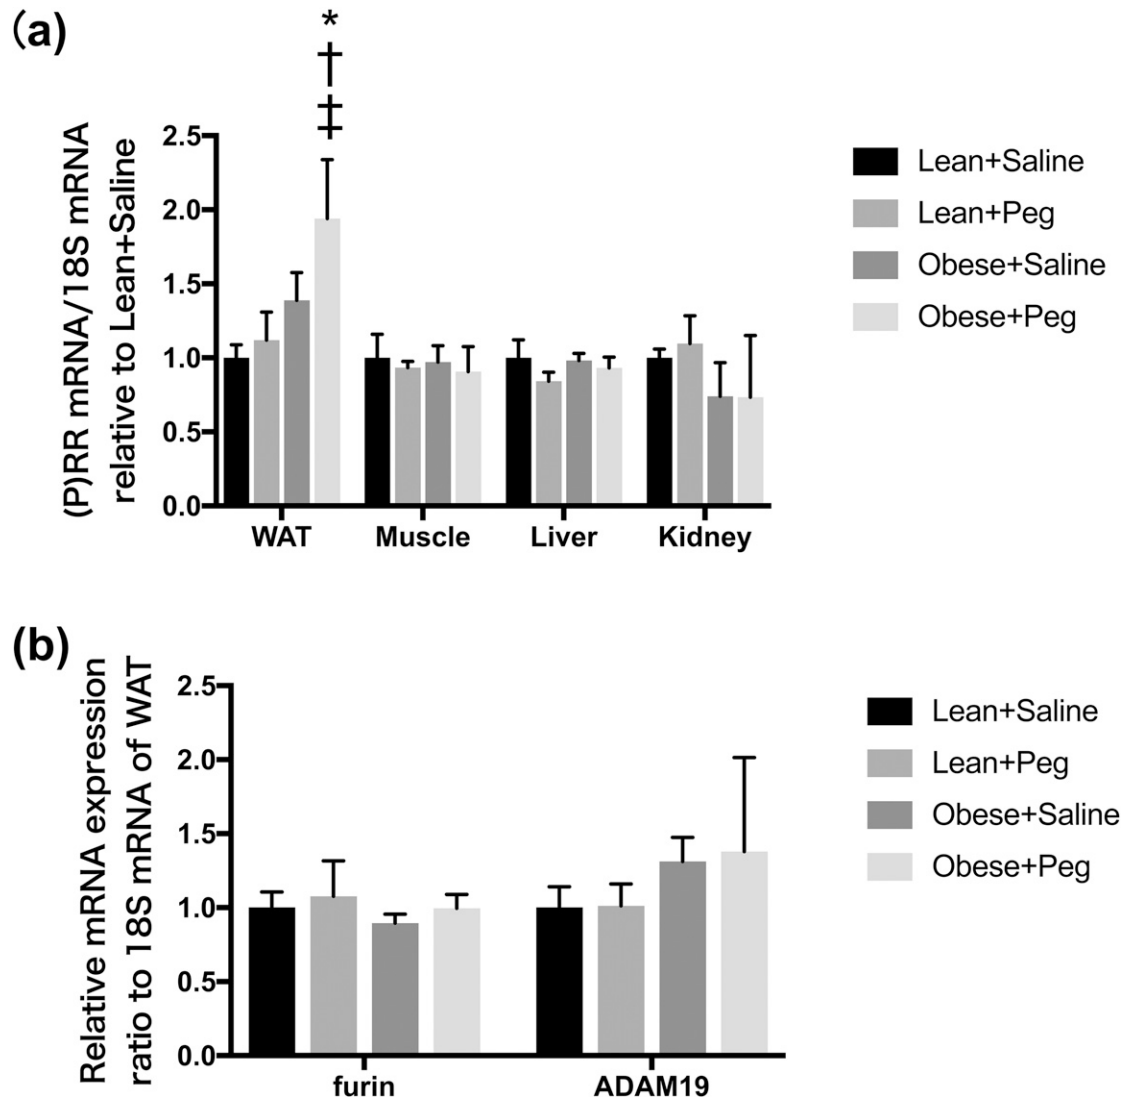 (a)
*
†
‡
(P)RR mRNA/18S mRNA
relative to Lean+Saline
2.5
2.0
1.5
1.0
0.5
0.0
WAT Muscle Liver Kidney
Lean+Saline
Lean+Peg
Obese+Saline
Obese+Peg
(b)
Relative mRNA expression
ratio to 18S mRNA of WAT
2.5
2.0
1.5
1.0
0.5
0.0
furin ADAM19
Lean+Saline
Lean+Peg
Obese+Saline
Obese+Peg